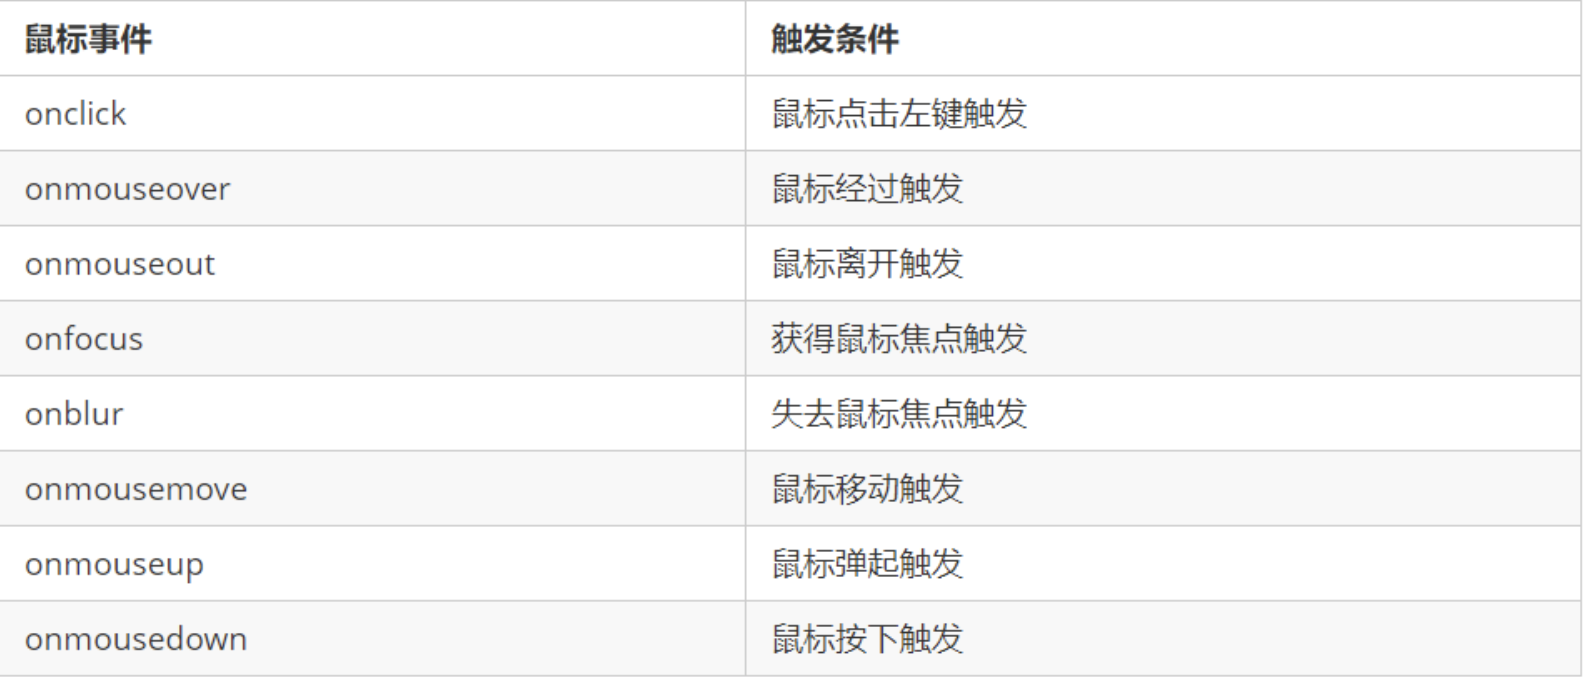 鼠标事件 触发条件
onclick 鼠标点击左键触发
onmouseover 鼠标经过触发
onmouseout 鼠标离开触发
onfocus 获得鼠标焦点触发
onblur 失去鼠标焦点触发
onmousemove 鼠标移动触发
onmouseup 鼠标弹起触发
onmousedown 鼠标按下触发